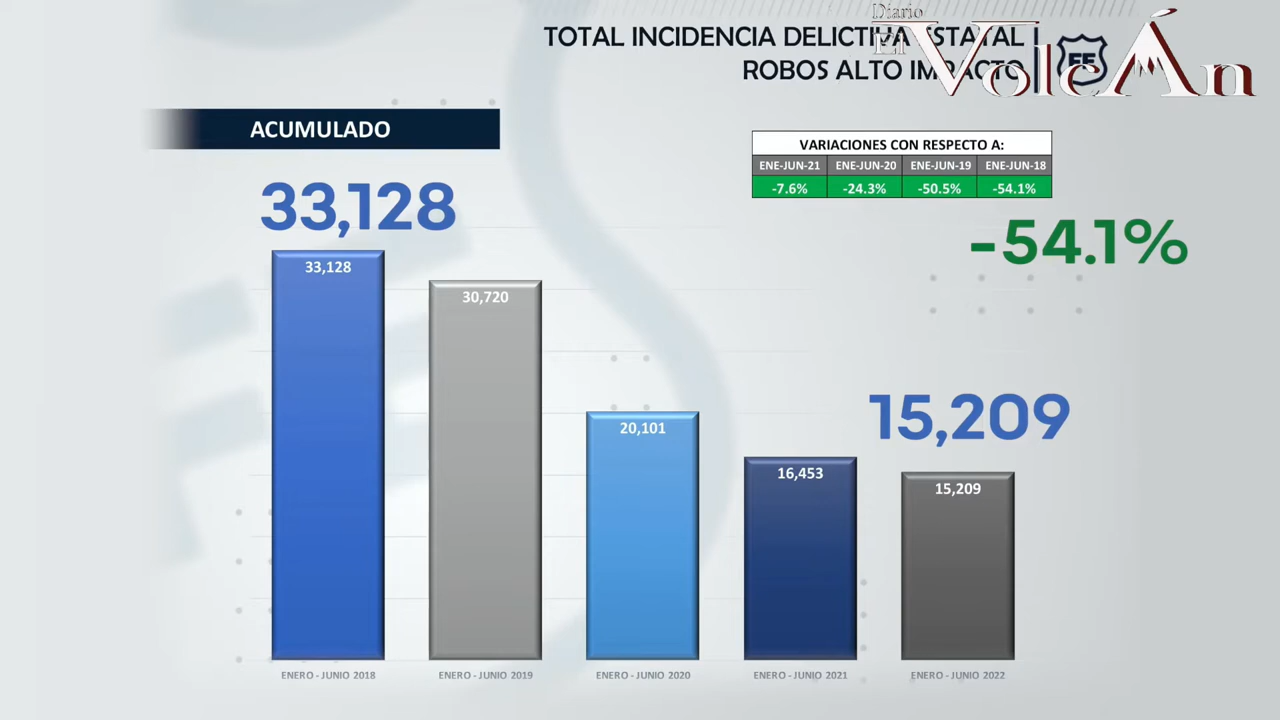 Diario
El
Volcán
TOTAL INCIDENCIA DELICTIVA ESTATAL
ROBOS ALTO IMPACTO
FE
ACUMULADO
VARIACIONES CON RESPECTO A:
ENE-JUN-21 ENE-JUN-20 ENE-JUN-19 ENE-JUN-18
-7.6% -24.3% -50.5% -54.1%
33,128
-54.1%
33,128
30,720
15,209
20,101
16,453
15,209
ENERO - JUNIO 2018 ENERO - JUNIO 2019 ENERO - JUNIO 2020 ENERO - JUNIO 2021 ENERO - JUNIO 2022